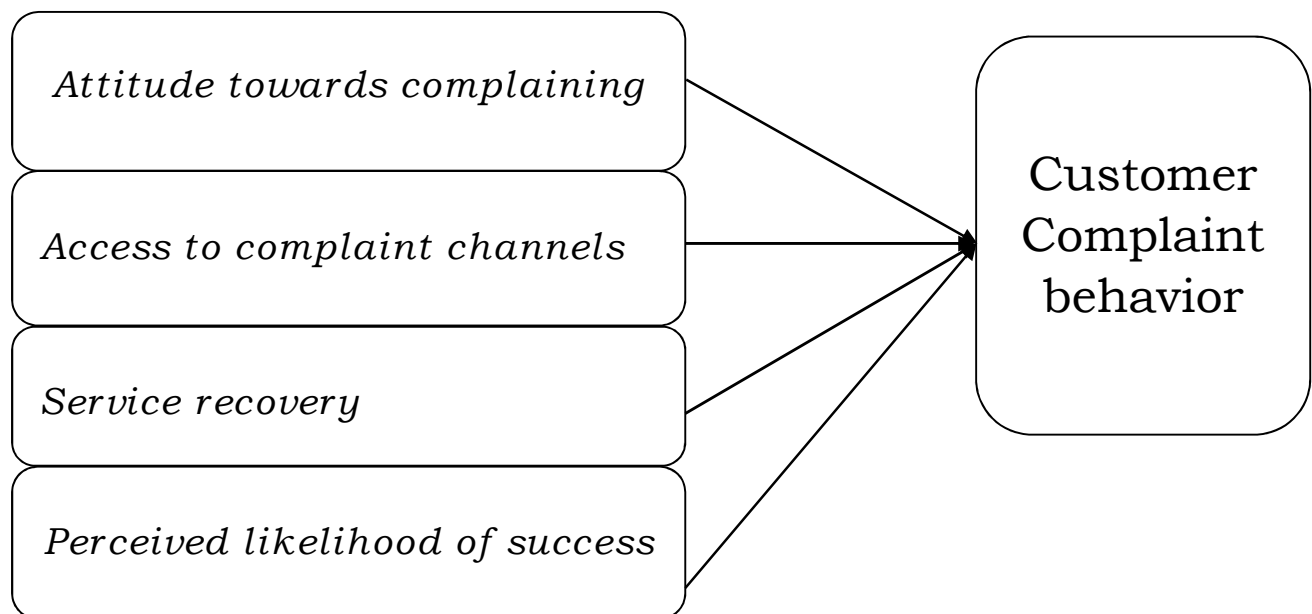 Attitude towards complaining
Access to complaint channels
Service recovery
Perceived likelihood of success
Customer
Complaint
behavior